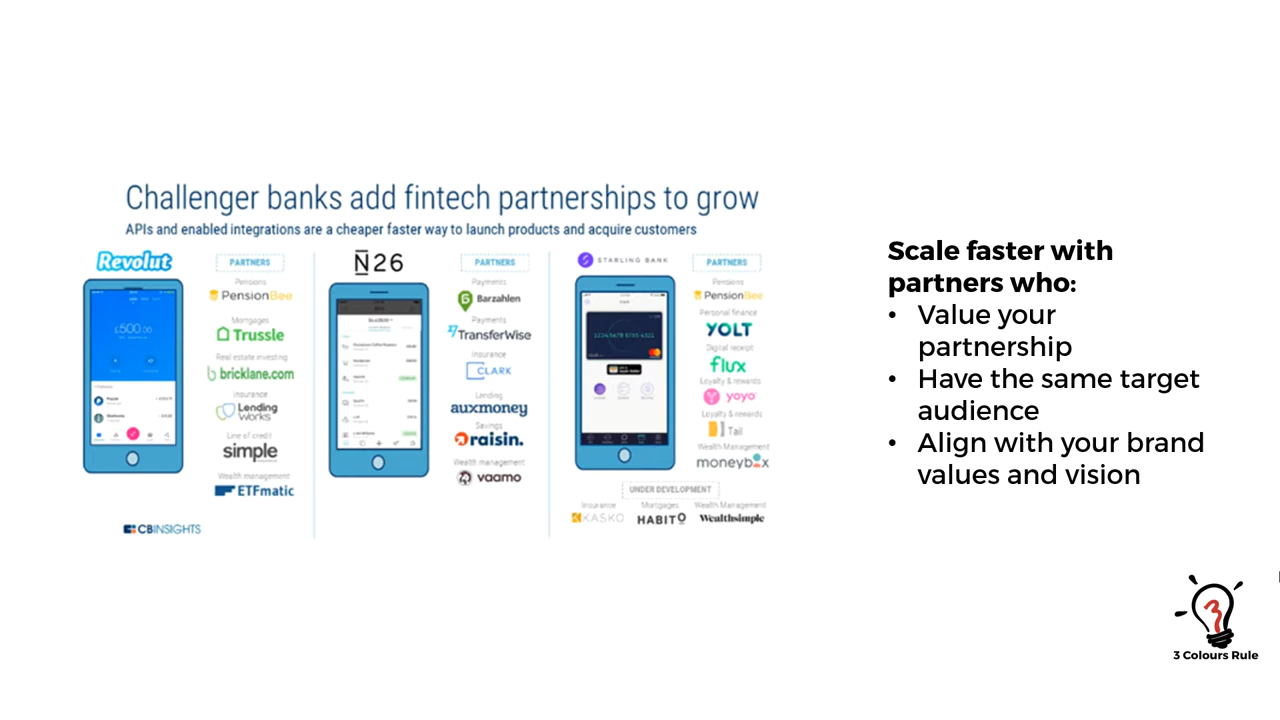 Challenger banks add fintech partnerships to grow
APIs and enabled integrations are a cheaper faster way to launch products and acquire customers
Revolut
PARTNERS
Pensions
PensionBee
Mortgages
Trussle
Real estate investing
bricklane.com
Insurance
Lending Works
Line of credit
simple
Wealth management
ETFmatic
CBINSIGHTS
£500.00
N26
PARTNERS
Payments
Barzahlen
Payments
TransferWise
Insurance
CLARK
Lending
auxmoney
Savings
raisin.
Wealth management
vaamo
STARLING BANK
PARTNERS
Pensions
PensionBee
Personal finance
YOLT
Digital receipt
flux
Loyalty & rewards
yoyo
Loyalty & rewards
Tail
Wealth Management
moneybox
UNDER DEVELOPMENT
Insurance
KASKO
Mortgages
HABITO
Wealth Management
Wealthsimple
Scale faster with
partners who:
• Value your
partnership
• Have the same target
audience
• Align with your brand
values and vision
3
3 Colours Rule